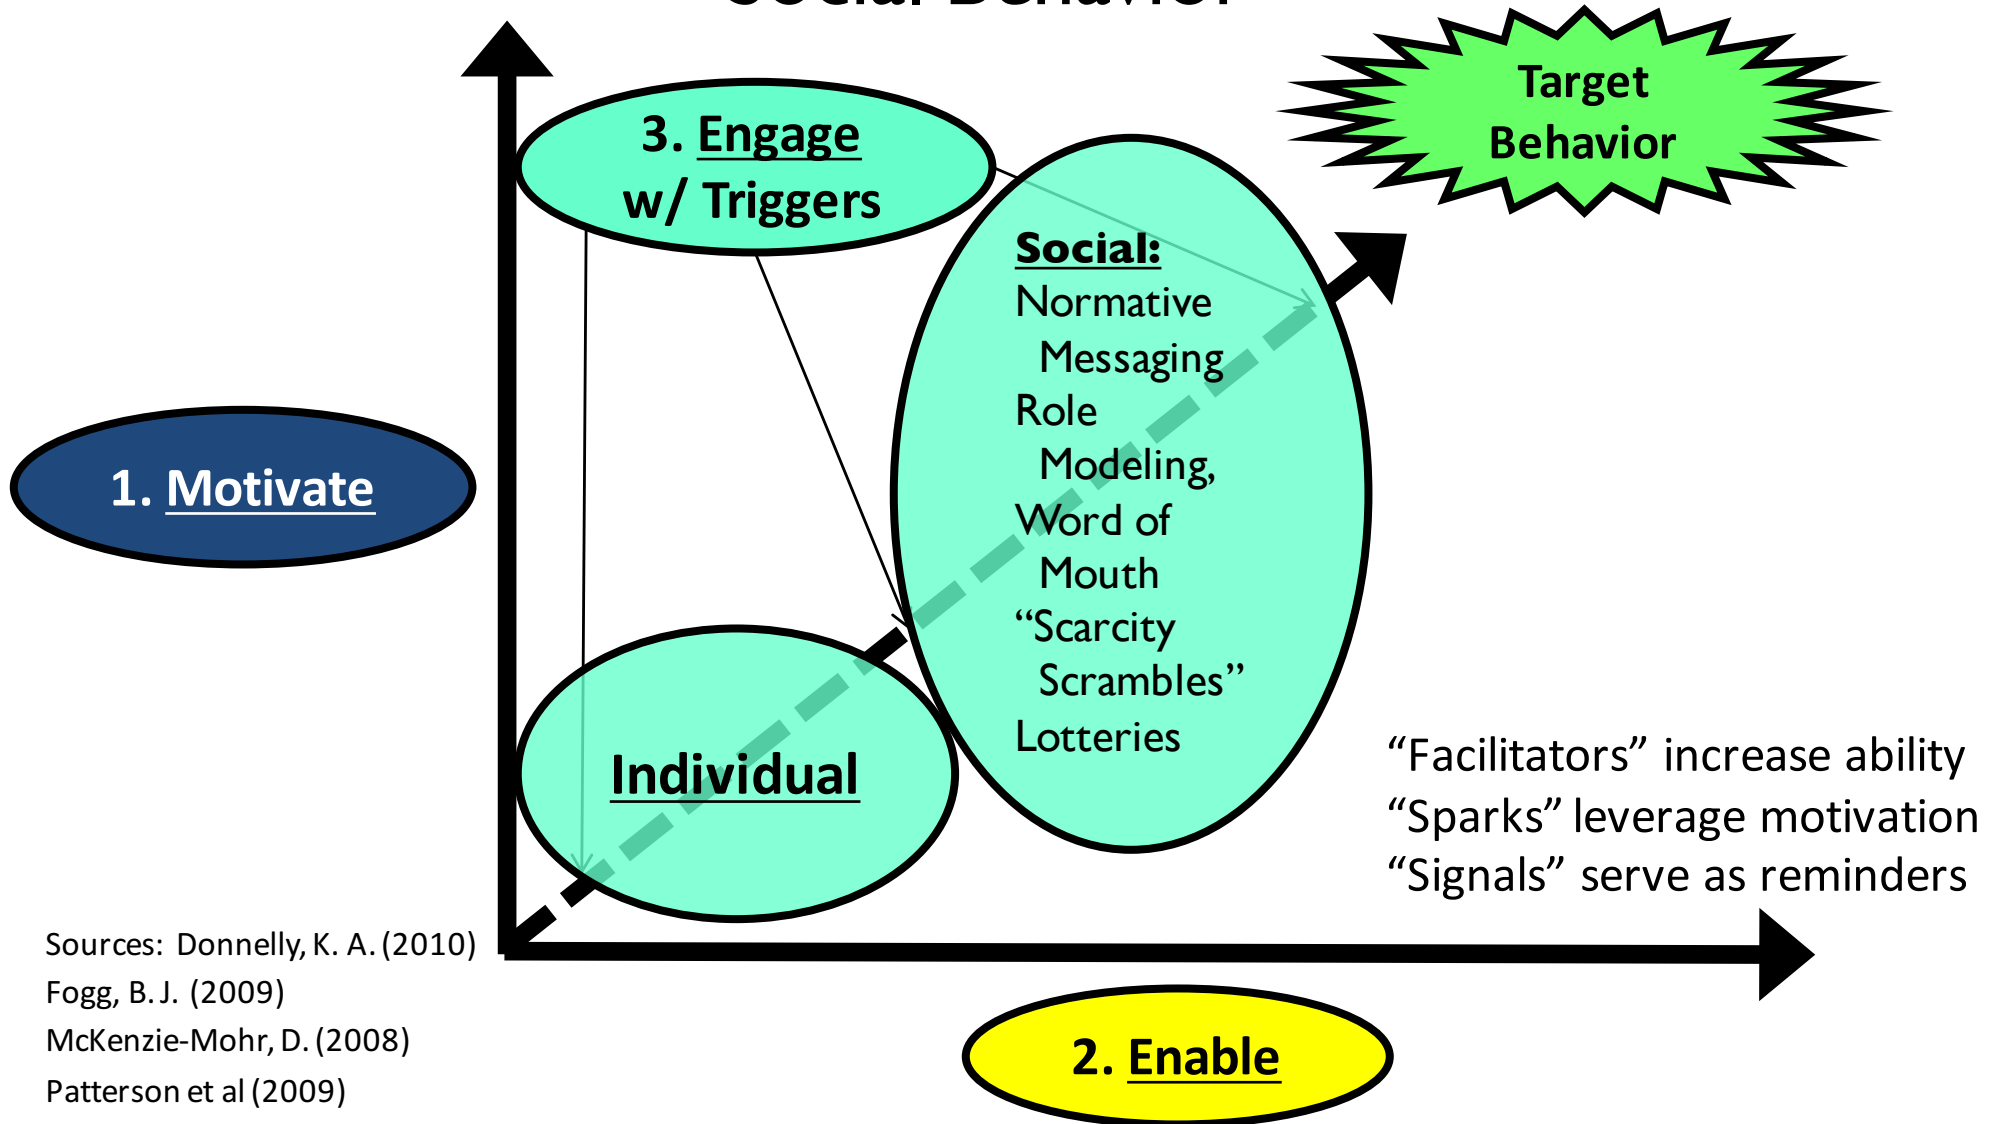 Social Behavior
Target
Behavior
3. Engage
w/ Triggers
Social:
Normative
Messaging
Role
Modeling,
Word of
Mouth
“Scarcity
Scrambles”
Lotteries
1. Motivate
Individual
“Facilitators” increase ability
“Sparks” leverage motivation
“Signals” serve as reminders
Sources: Donnelly, K. A. (2010)
Fogg, B. J. (2009)
McKenzie-Mohr, D. (2008)
Patterson et al (2009)
2. Enable